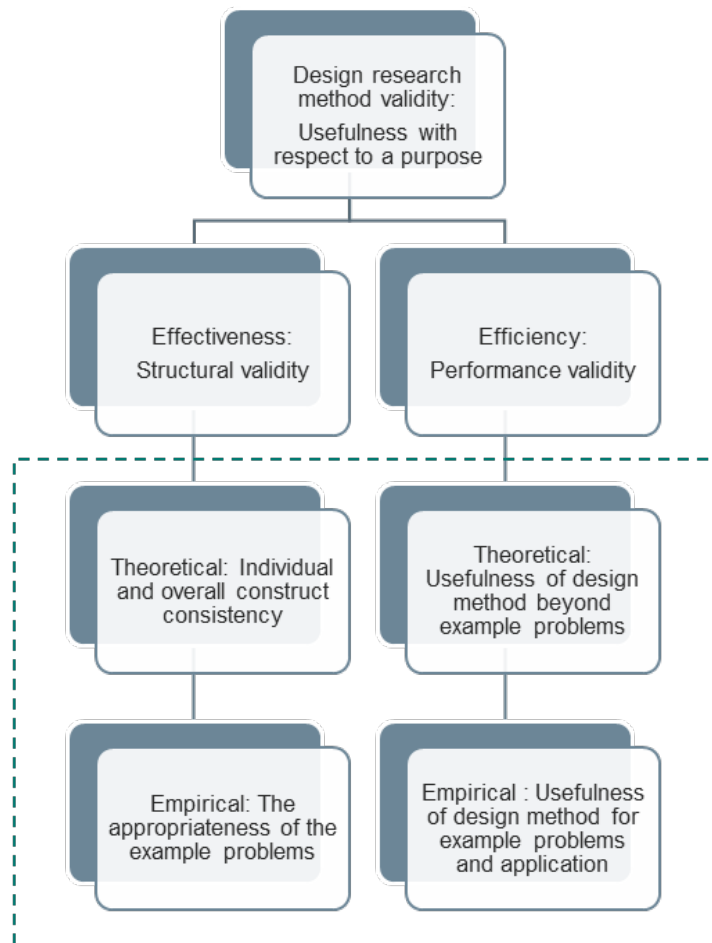 Design research
method validity:
Usefulness with
respect to a purpose
Effectiveness:
Structural validity
Efficiency:
Performance validity
Theoretical: Individual
and overall construct
consistency
Theoretical:
Usefulness of design
method beyond
example problems
Empirical: The
appropriateness of the
example problems
Empirical : Usefulness
of design method for
example problems
and application